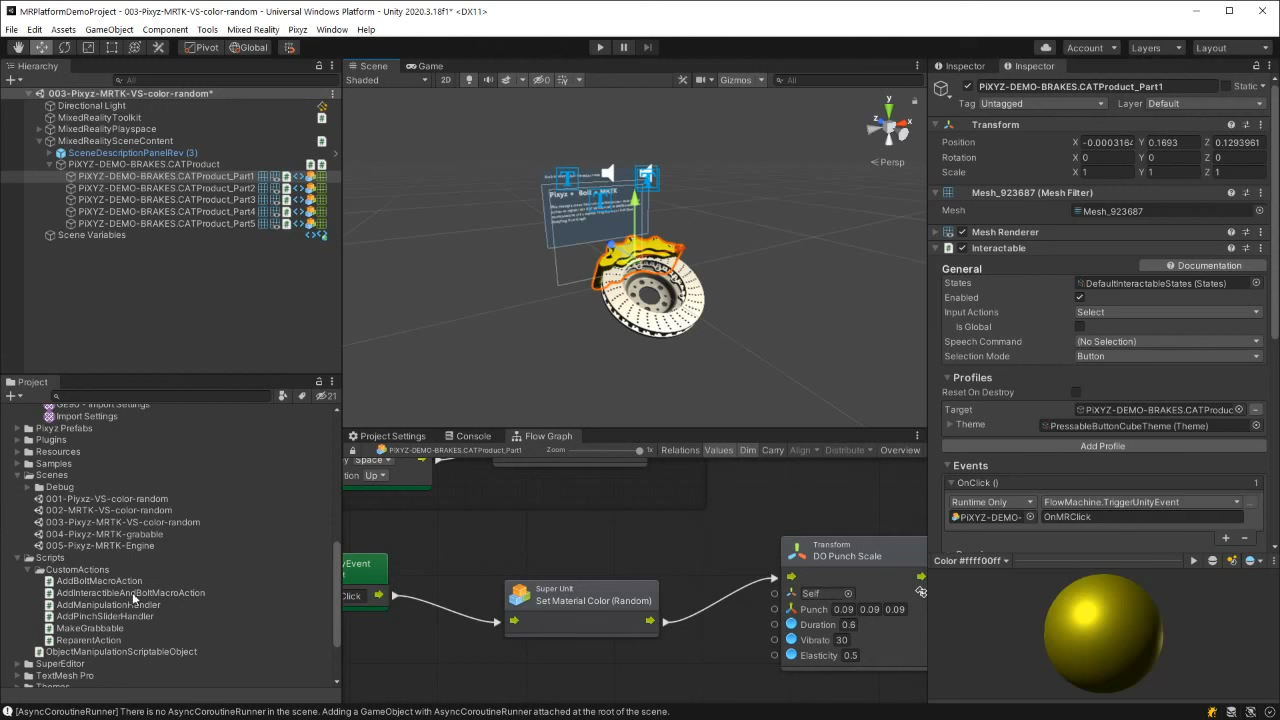 MRPlatformDemoProject - 003-Pixyz-MRTK-VS-color-random - Universal Windows Platform - Unity 2020.3.18f1* <DX11>
File Edit Assets GameObject Component Tools Mixed Reality Pixyz Window Help
Pivot Global Account Layers Layout
Hierarchy
All
003-Pixyz-MRTK-VS-color-random*
Directional Light
MixedRealityToolkit
MixedRealityPlayspace
MixedRealitySceneContent
SceneDescriptionPanelRev (3)
PiXYZ-DEMO-BRAKES.CATProduct
PiXYZ-DEMO-BRAKES.CATProduct_Part1
PiXYZ-DEMO-BRAKES.CATProduct_Part2
PiXYZ-DEMO-BRAKES.CATProduct_Part3
PiXYZ-DEMO-BRAKES.CATProduct_Part4
PiXYZ-DEMO-BRAKES.CATProduct_Part5
Scene Variables
Scene Game
Shaded 2D 0 Gizmos All
y
z x
Persp
Pixyz + Bolt + MRTK
Project
21
GE90 - Import Settings
Import Settings
Pixyz Prefabs
Plugins
Resources
Samples
Scenes
Debug
001-Piyxz-VS-color-random
002-MRTK-VS-color-random
003-Pixyz-MRTK-VS-color-random
004-Pixyz-MRTK-grabable
005-Pixyz-MRTK-Engine
Scripts
CustomActions
AddBoltMacroAction
AddInteractibleAndBoltMacroAction
AddManipulationHandler
AddPinchSliderHandler
MakeGrabbable
ReparentAction
ObjectManipulationScriptableObject
SuperEditor
TextMesh Pro
Themes
Project Settings Console Flow Graph
PiXYZ-DEMO-BRAKES.CATProduct_Part1 Zoom 1x Relations Values Dim Carry Align Distribute Overview
Space
Up
Click
Super Unit
Set Material Color (Random)
Transform
DO Punch Scale
Self
Punch 0.09 0.09 0.09
Duration 0.6
Vibrato 30
Elasticity 0.5
Inspector Inspector
PiXYZ-DEMO-BRAKES.CATProduct_Part1 Static
Tag Untagged Layer Default
Transform
Position X -0.0003164 Y 0.1693 Z 0.1293961
Rotation X 0 Y 0 Z 0
Scale X 1 Y 1 Z 1
Mesh_923687 (Mesh Filter)
Mesh Mesh_923687
Mesh Renderer
Interactable
Documentation
General
States DefaultInteractableStates (States)
Enabled
Input Actions Select
Is Global
Speech Command (No Selection)
Selection Mode Button
Profiles
Reset On Destroy
Target PiXYZ-DEMO-BRAKES.CATProduc
Theme PressableButtonCubeTheme (Theme)
Add Profile
Events
OnClick () 1
Runtime Only FlowMachine.TriggerUnityEvent
PiXYZ-DEMO- OnMRClick
Color #ffff00ff
[AsyncCoroutineRunner] There is no AsyncCoroutineRunner in the scene. Adding a GameObject with AsyncCoroutineRunner attached at the root of the scene.